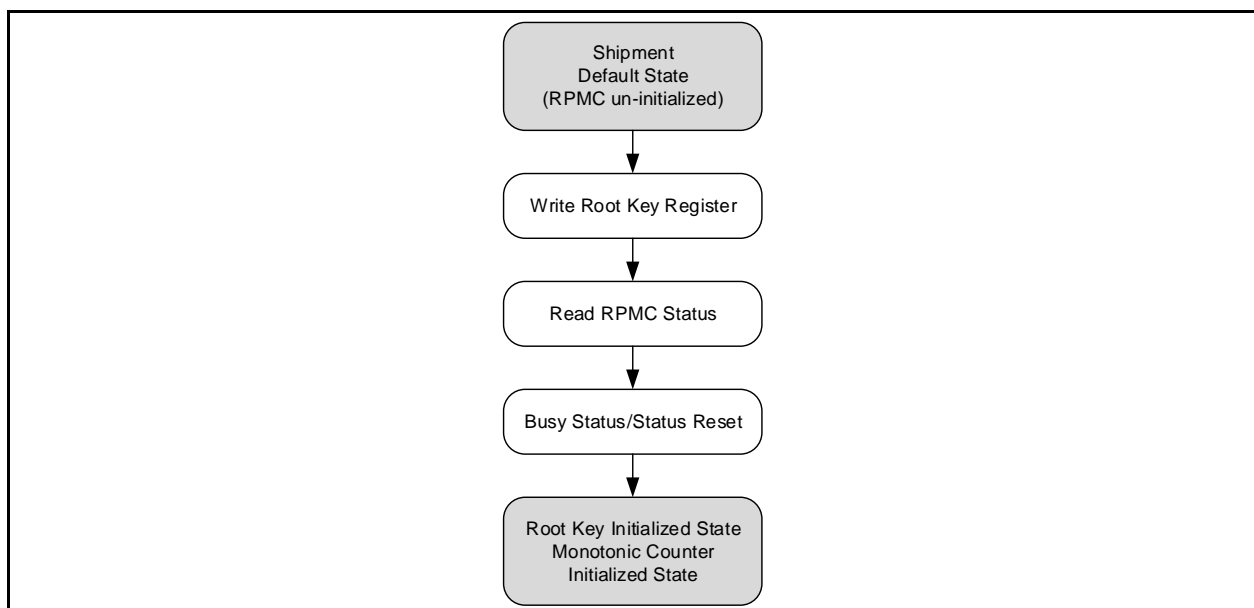 Shipment
Default State
(RPMC un-initialized)
Write Root Key Register
Read RPMC Status
Busy Status/Status Reset
Root Key Initialized State
Monotonic Counter
Initialized State